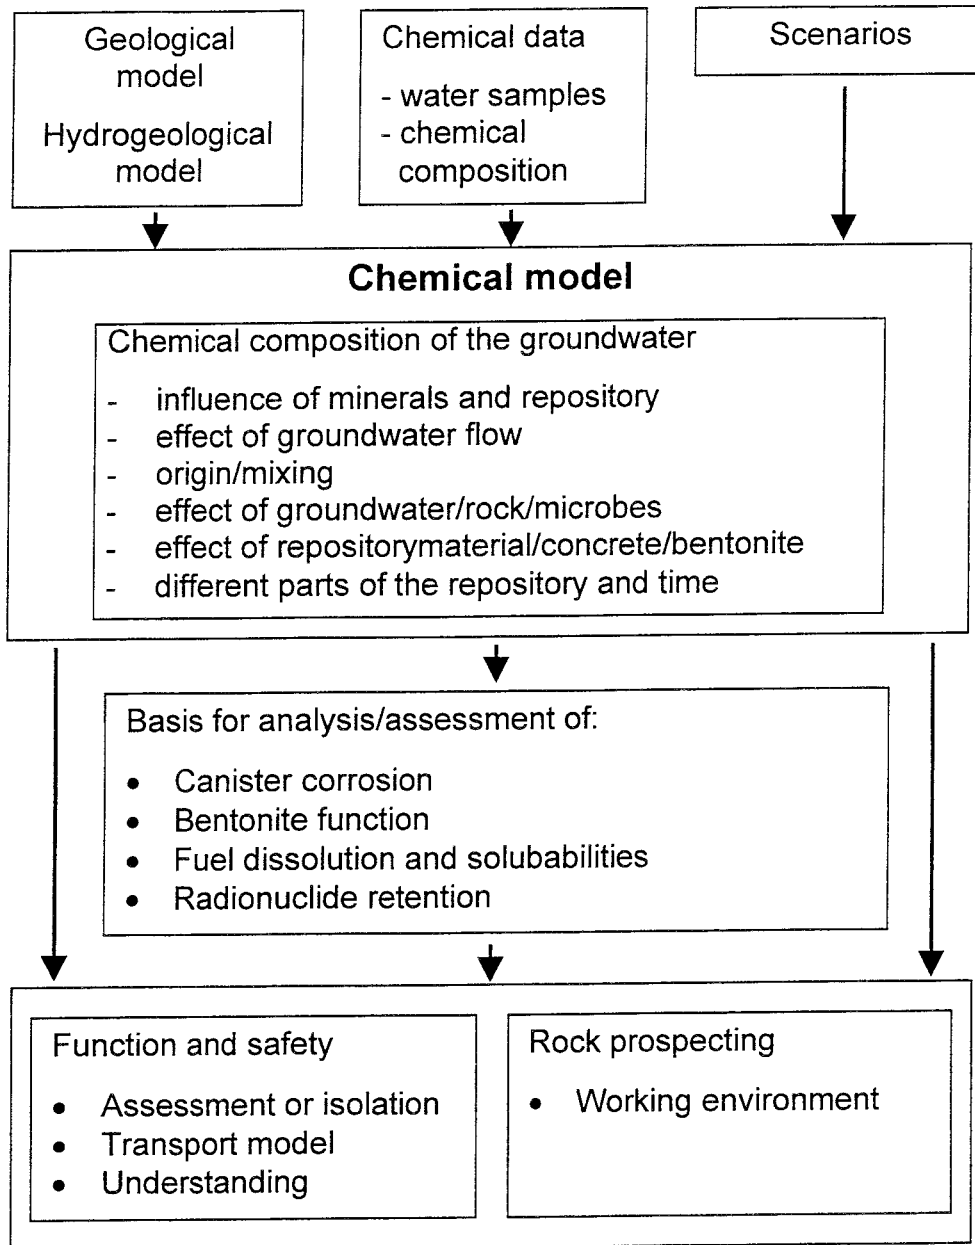 Geological
model
Hydrogeological
model
Chemical data
- water samples
- chemical
composition
Scenarios
Chemical model
Chemical composition of the groundwater
- influence of minerals and repository
- effect of groundwater flow
- origin/mixing
- effect of groundwater/rock/microbes
- effect of repositorymaterial/concrete/bentonite
- different parts of the repository and time
Basis for analysis/assessment of:
• Canister corrosion
• Bentonite function
• Fuel dissolution and solubabilities
• Radionuclide retention
Function and safety
• Assessment or isolation
• Transport model
• Understanding
Rock prospecting
• Working environment